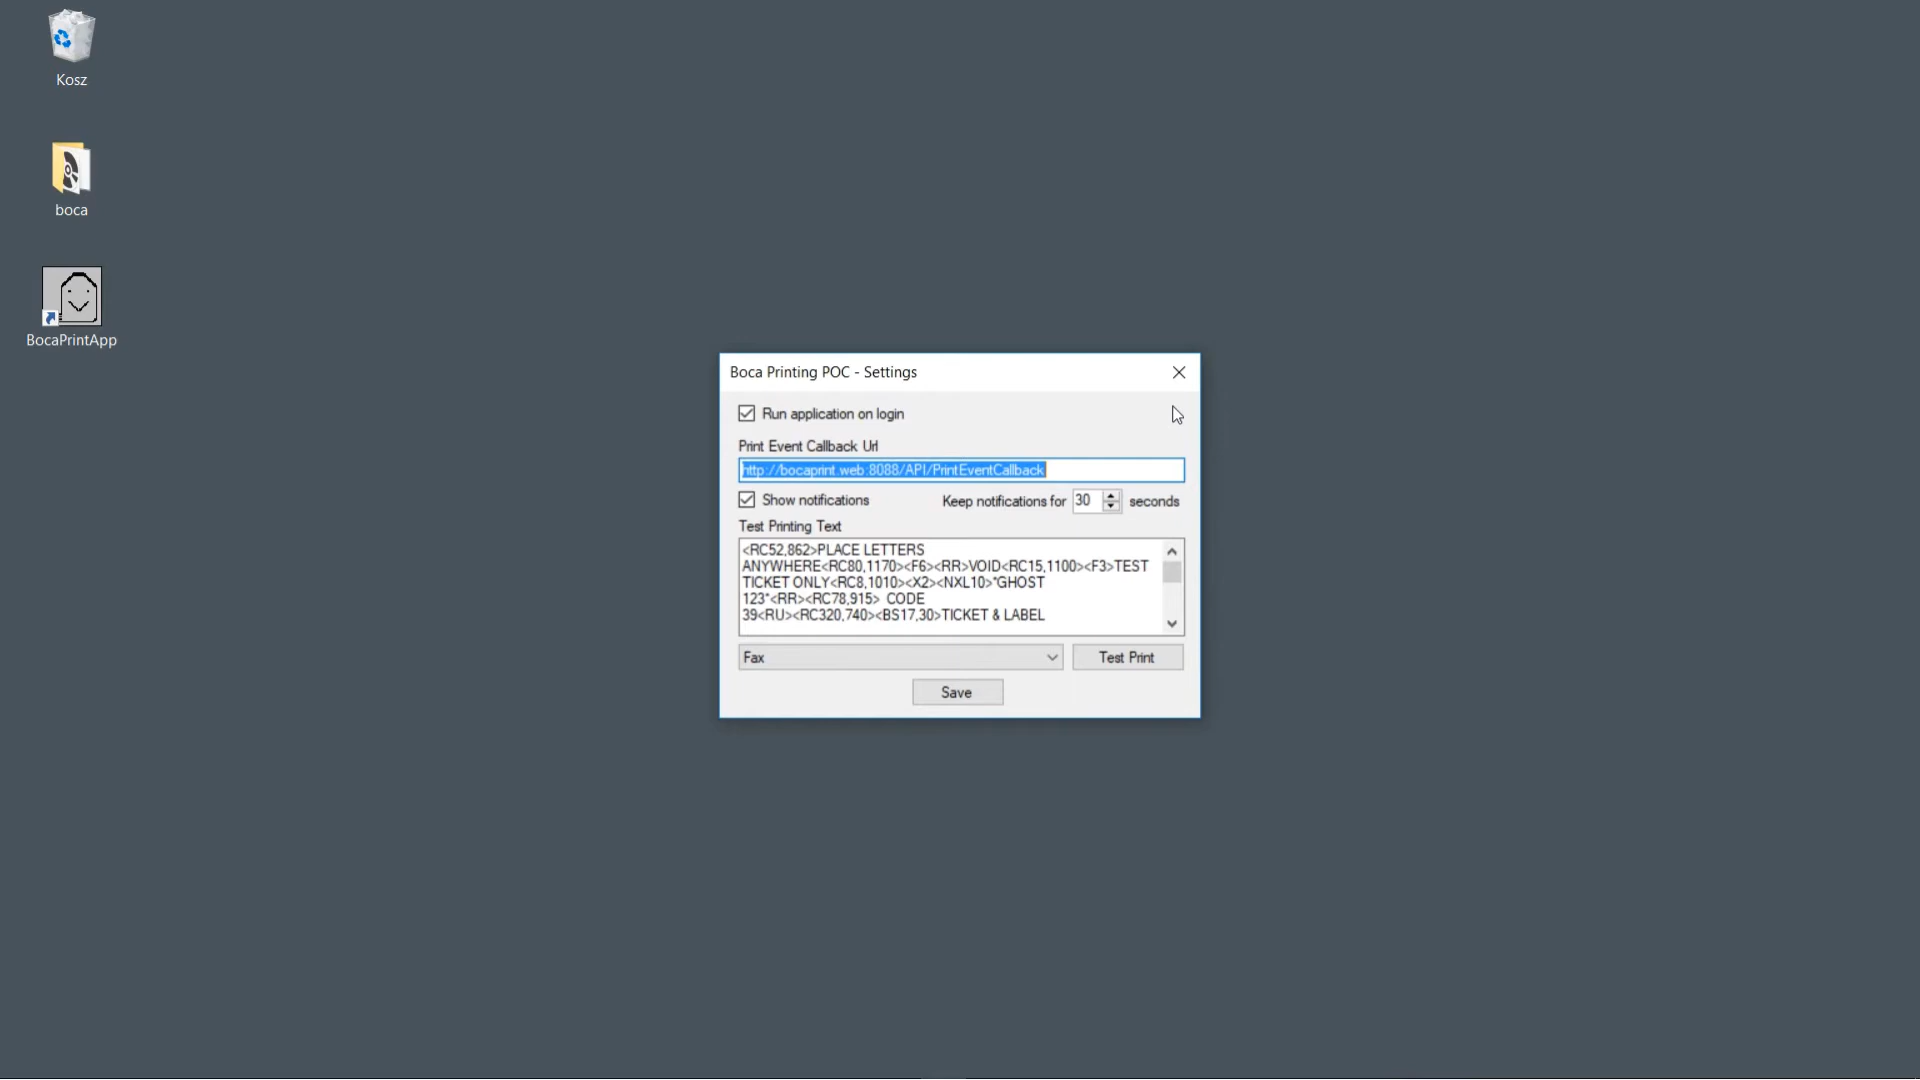 Kosz
boca
BocaPrintApp
Boca Printing POC - Settings
Run application on login
Print Event Callback Url
http://bocaprint.web:8088/API/PrintEventCallback
Show notifications
Keep notifications for 30 seconds
Test Printing Text
<RC52,862>PLACE LETTERS
ANYWHERE<RC80,1170><F6><RR>VOID<RC15,1100><F3>TEST
TICKET ONLY<RC8,1010><X2><NXL10>*GHOST
123*<RR><RC78,915> CODE
39<RU><RC320,740><BS17,30>TICKET & LABEL
Fax
Test Print
Save